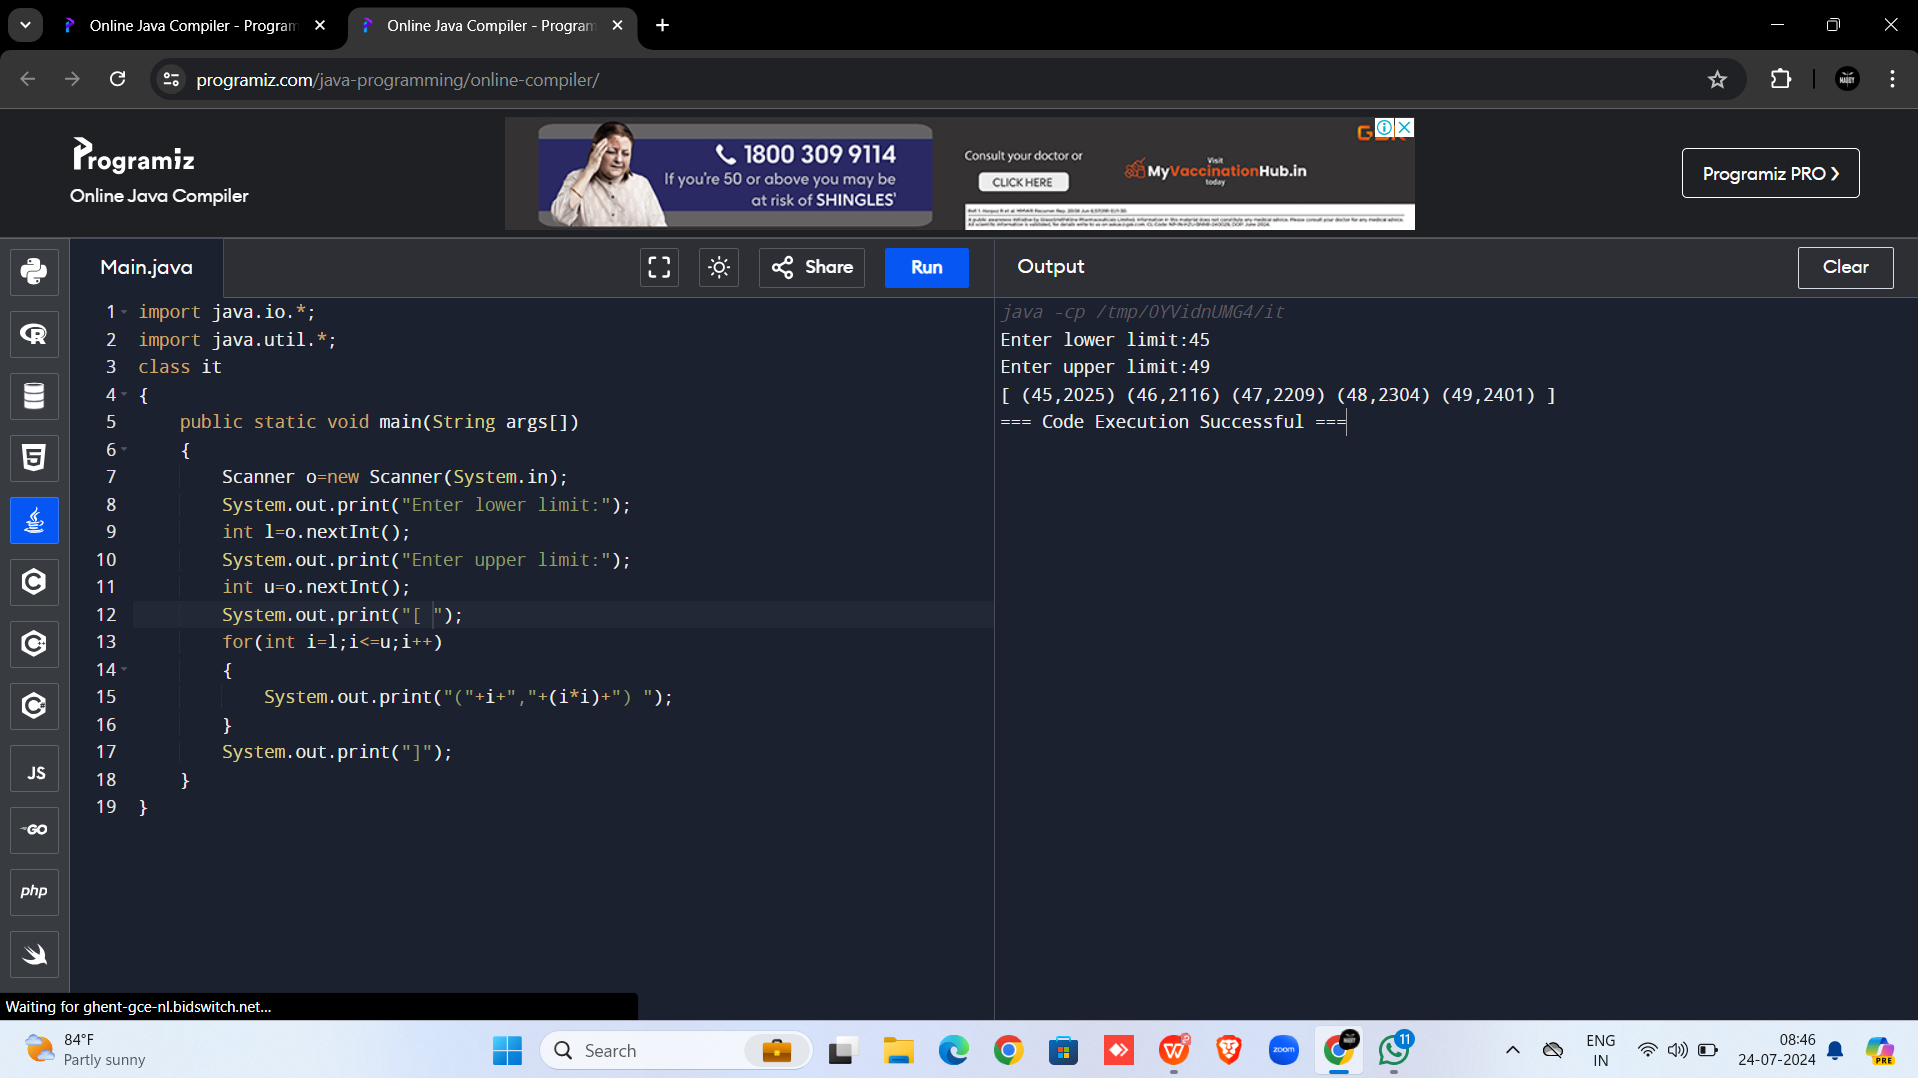 Online Java Compiler - Program
Online Java Compiler - Program
programiz.com/java-programming/online-compiler/
Programiz
Online Java Compiler
1800 309 9114
If you're 50 or above you may be
at risk of SHINGLES'
Consult your doctor or
CLICK HERE
Visit
MyVaccinationHub.in
today
Programiz PRO
Main.java
Share
Run
Output
Clear
1 import java.io.*;
2 import java.util.*;
3 class it
4 {
5 public static void main(String args[])
6 {
7 Scanner o=new Scanner(System.in);
8 System.out.print("Enter lower limit:");
9 int l=o.nextInt();
10 System.out.print("Enter upper limit:");
11 int u=o.nextInt();
12 System.out.print("[ ");
13 for(int i=l;i<=u;i++)
14 {
15 System.out.print("("+i+","+(i*i)+") ");
16 }
17 System.out.print("]");
18 }
19 }
java -cp /tmp/OYVidnUMG4/it
Enter lower limit:45
Enter upper limit:49
[ (45,2025) (46,2116) (47,2209) (48,2304) (49,2401) ]
=== Code Execution Successful ===
JS
GO
php
Waiting for ghent-gce-nl.bidswitch.net...
84°F
Partly sunny
Search
zoom
11
ENG
IN
08:46
24-07-2024
PRE